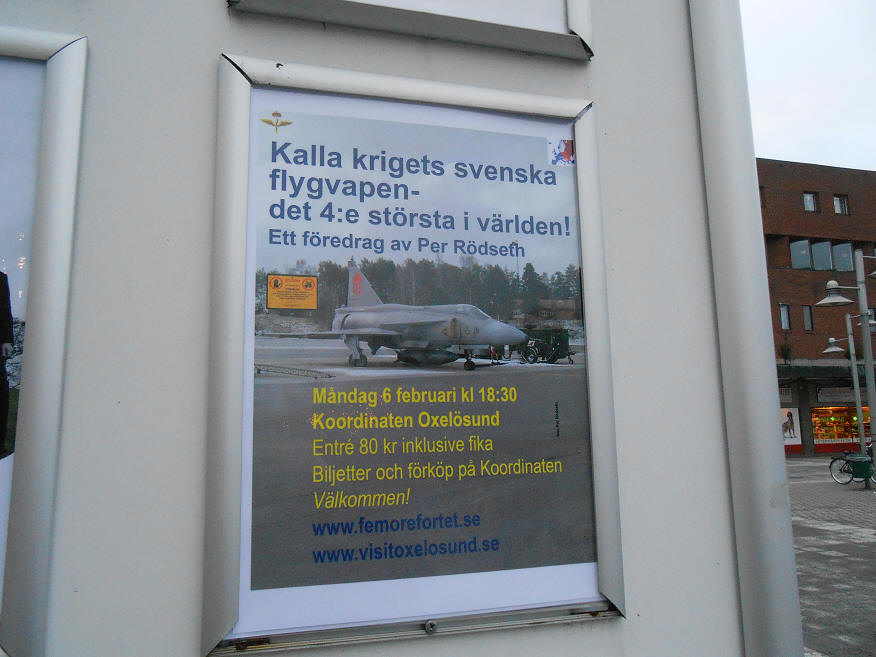 Kalla krigets svenska
flygvapen-
det 4:e största i världen!
Ett föredrag av Per Rödseth
Måndag 6 februari kl 18:30
Koordinaten Oxelösund
Entré 80 kr inklusive fika
Biljetter och förköp på Koordinaten
Välkommen!
www.femorefortet.se
www.visitoxelosund.se